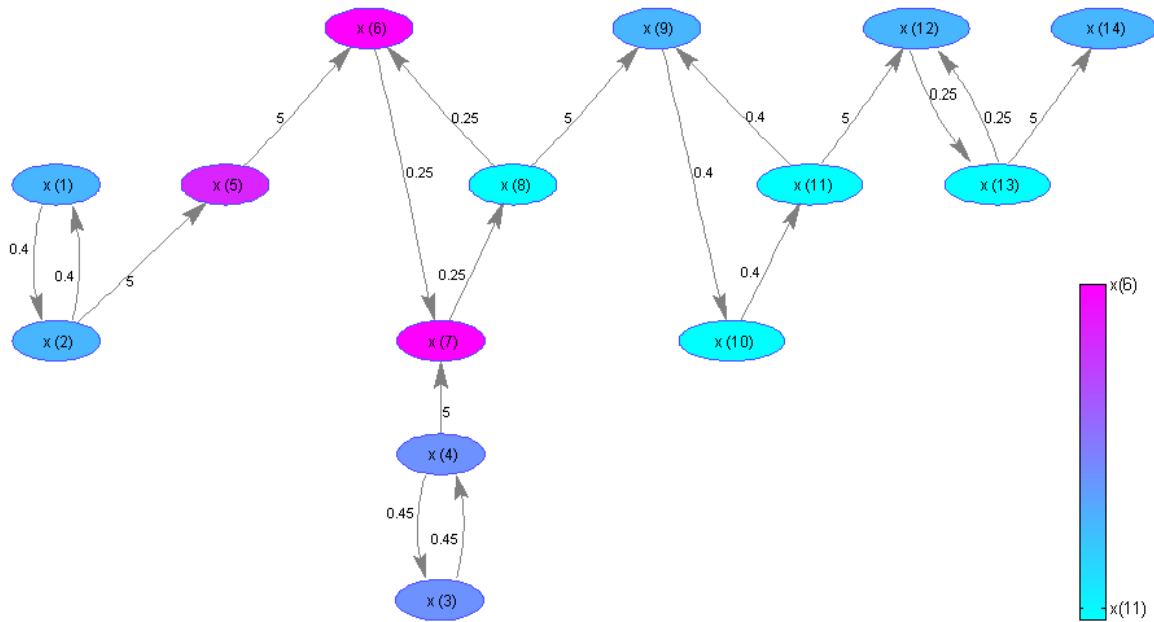 x (6)
x (9)
x (12)
x (14)
5
0.25
5
0.4
5
0.25
0.25
5
x (1)
x (5)
0.25
x (8)
0.4
x (11)
x (13)
0.4
0.4
5
0.25
0.4
x(6)
x (2)
x (7)
x (10)
5
x (4)
0.45
0.45
x (3)
x(11)